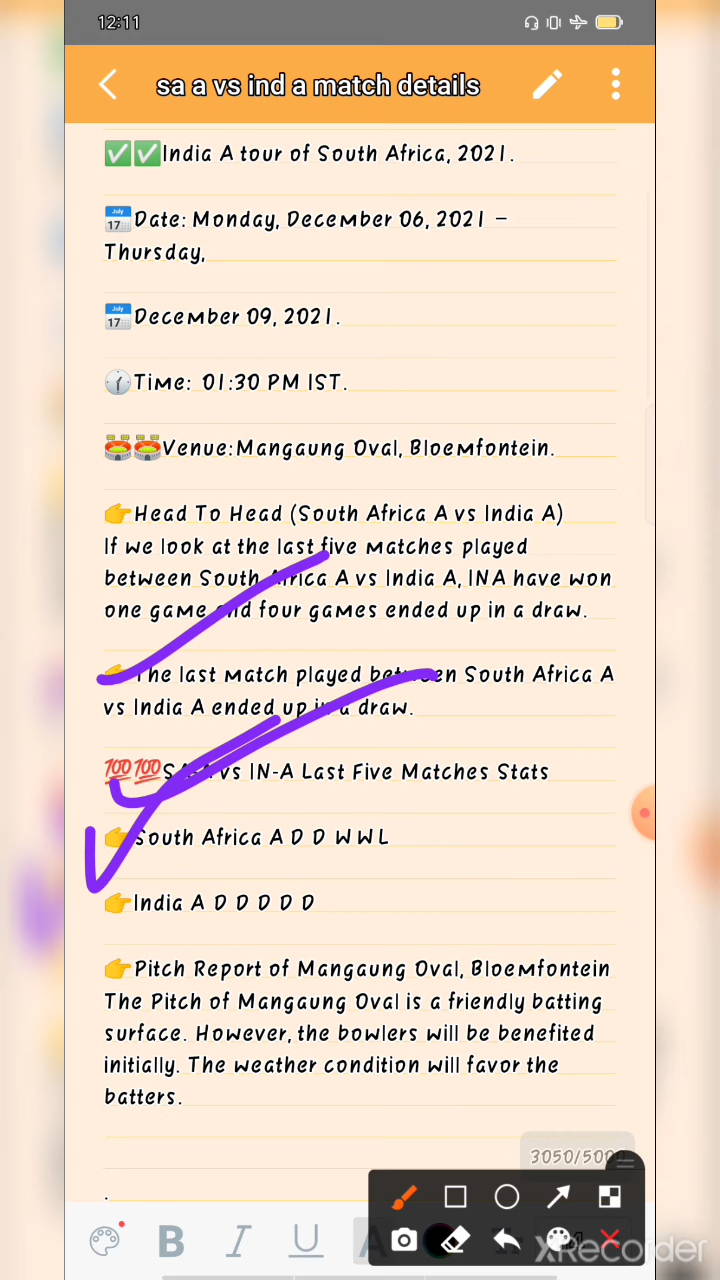 12:11
sa a vs ind a match details
✅✅India A tour of South Africa, 2021.
Date: Monday, December 06, 2021 –
Thursday,
December 09, 2021.
Time: 01:30 PM IST.
Venue:Mangaung Oval, Bloemfontein.
👉Head To Head (South Africa A vs India A)
If we look at the last five matches played
between South Africa A vs India A, INA have won
one game and four games ended up in a draw.
👉The last match played between South Africa A
vs India A ended up in a draw.
💯💯SA-A vs IN-A Last Five Matches Stats
👉South Africa A D D W W L
👉India A D D D D D
👉Pitch Report of Mangaung Oval, Bloemfontein
The Pitch of Mangaung Oval is a friendly batting
surface. However, the bowlers will be benefited
initially. The weather condition will favor the
batters.
3050/5000
.
B I U A
XRecorder